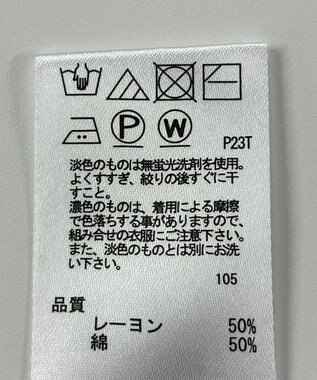 P W P23T
淡色のものは無蛍光洗剤を使用。
よくすすぎ、絞りの後すぐに干
すこと。
濃色のものは、着用による摩擦
で色落ちする事がありますので、
組み合せの衣服にご注意下さい。
また、淡色のものとは別にお洗
い下さい。
105
品質
レーヨン 50%
綿 50%